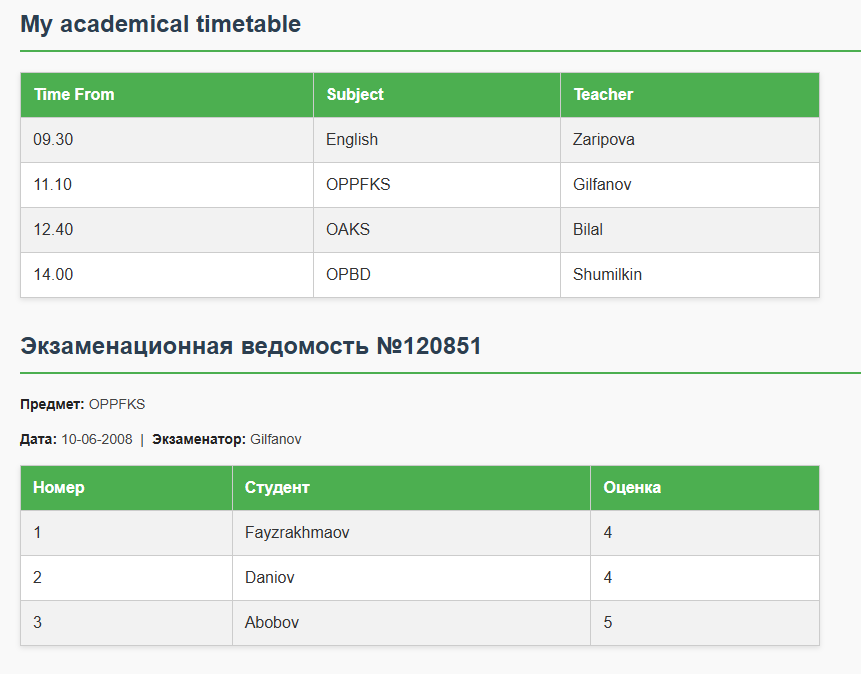 My academical timetable
Time From Subject Teacher
09.30 English Zaripova
11.10 OPPFKS Gilfanov
12.40 OAKS Bilal
14.00 OPBD Shumilkin
Экзаменационная ведомость №120851
Предмет: OPPFKS
Дата: 10-06-2008 | Экзаменатор: Gilfanov
Номер Студент Оценка
1 Fayzrakhmaov 4
2 Daniov 4
3 Abobov 5